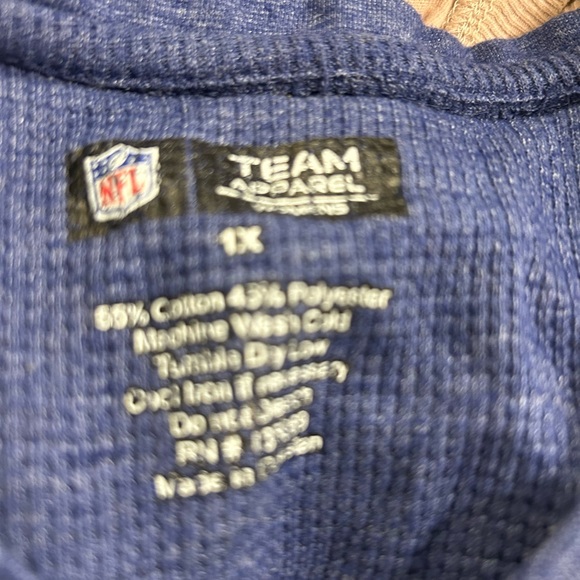 NFL TEAM
APPAREL
1X
55% Cotton 45% Polyester
Machine Wash Cold
Tumble Dry Low
Cool Iron if necessary
Do not
RN #
Made in